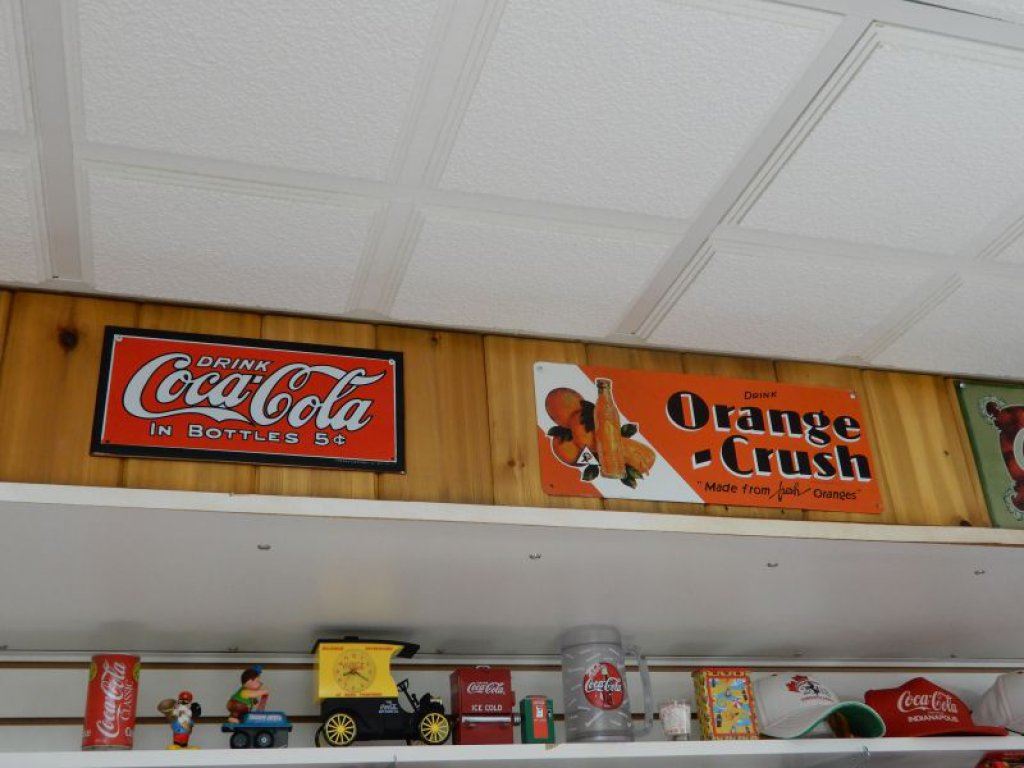 DRINK
Coca-Cola
IN BOTTLES 5¢
DRINK
Orange
-Crush
"Made from fresh Oranges"
Coca-Cola
CLASSIC
Coca-Cola
ICE COLD
Coca-Cola
Coca-Cola
INDIANAPOLIS